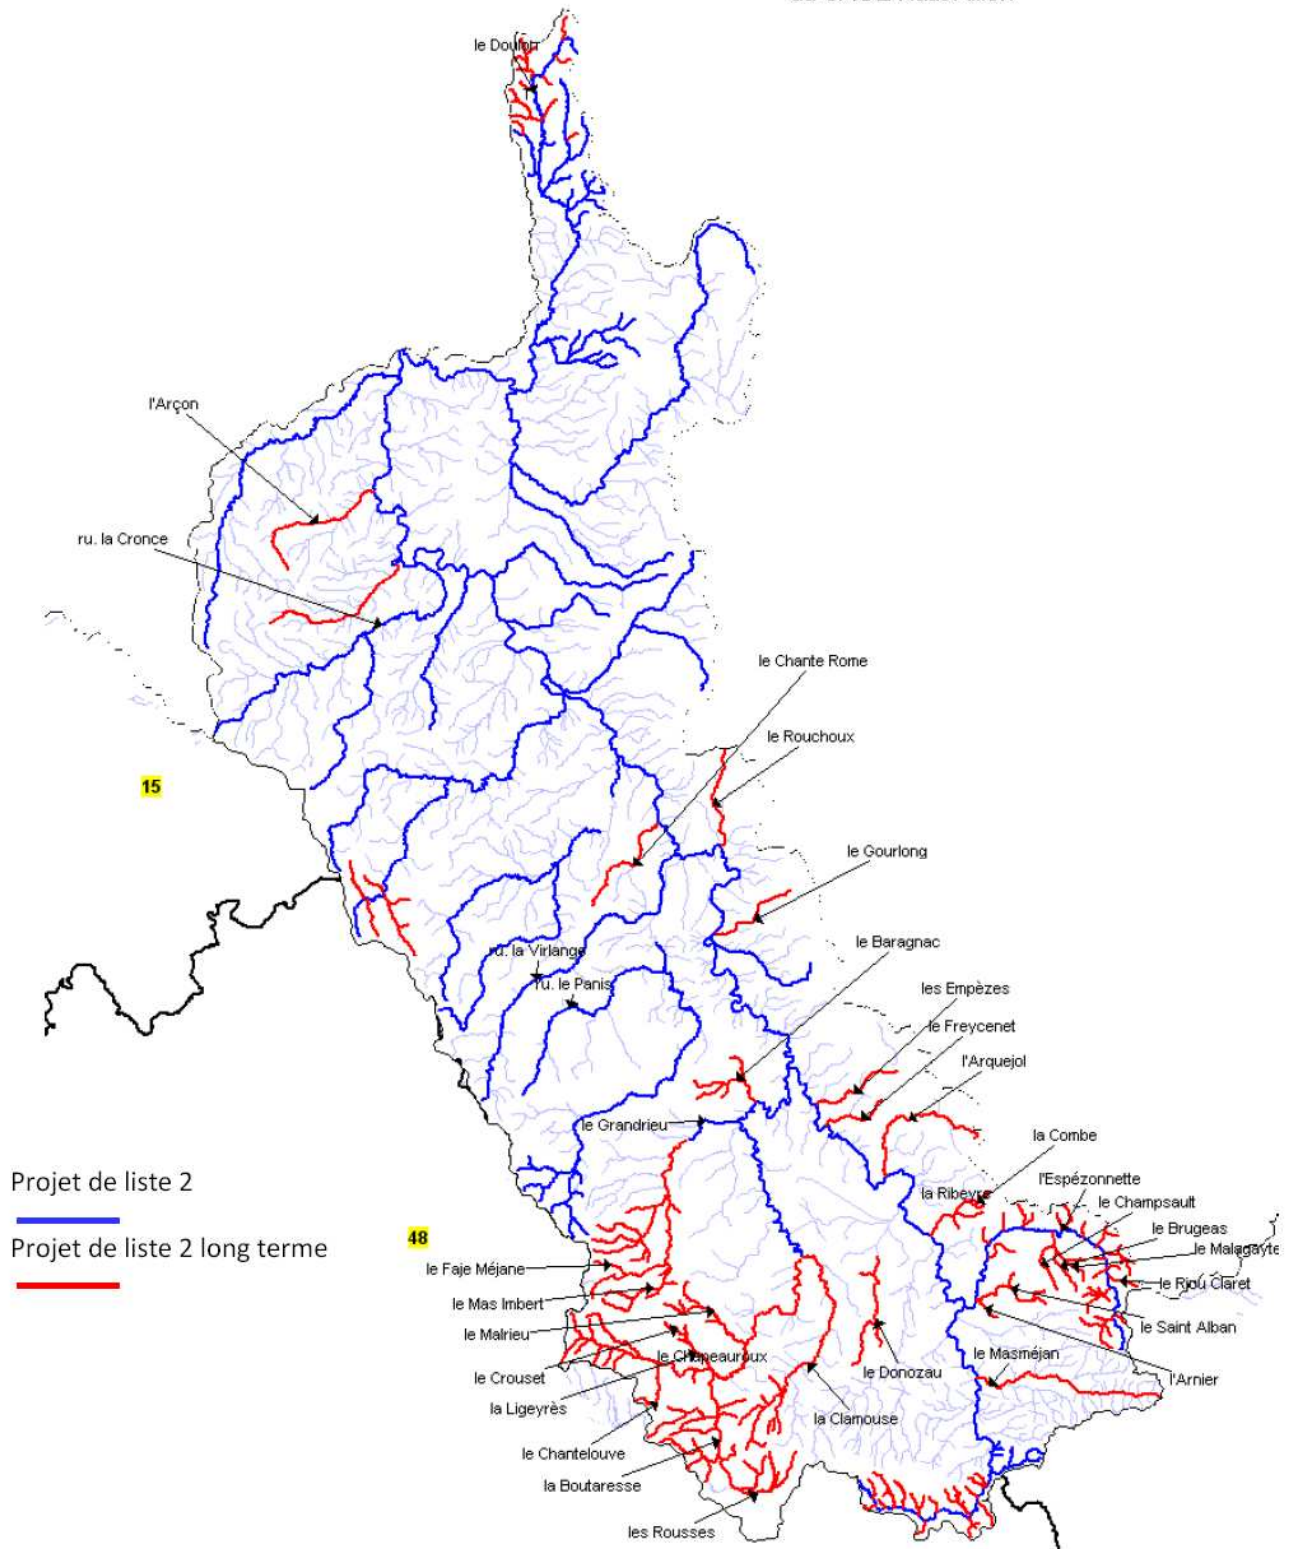 le Doulon
l'Arçon
ru. la Cronce
le Chante Rome
le Rouchoux
15
le Gourlong
le Baragnac
ru. la Virlange
ru. le Panis
les Empèzes
le Freycenet
l'Arquejol
le Grandrieu
la Combe
Projet de liste 2
l'Espézonnette
la Ribeyre
le Champsault
le Brugeas
Projet de liste 2 long terme
48
le Malagayte
le Faje Méjane
le Riou Claret
le Mas Imbert
le Saint Alban
le Malrieu
le Chapeauroux
le Masméjan
le Crouset
le Donozau
l'Arnier
la Ligeyrès
la Clamouse
le Chantelouve
la Boutaresse
les Rousses